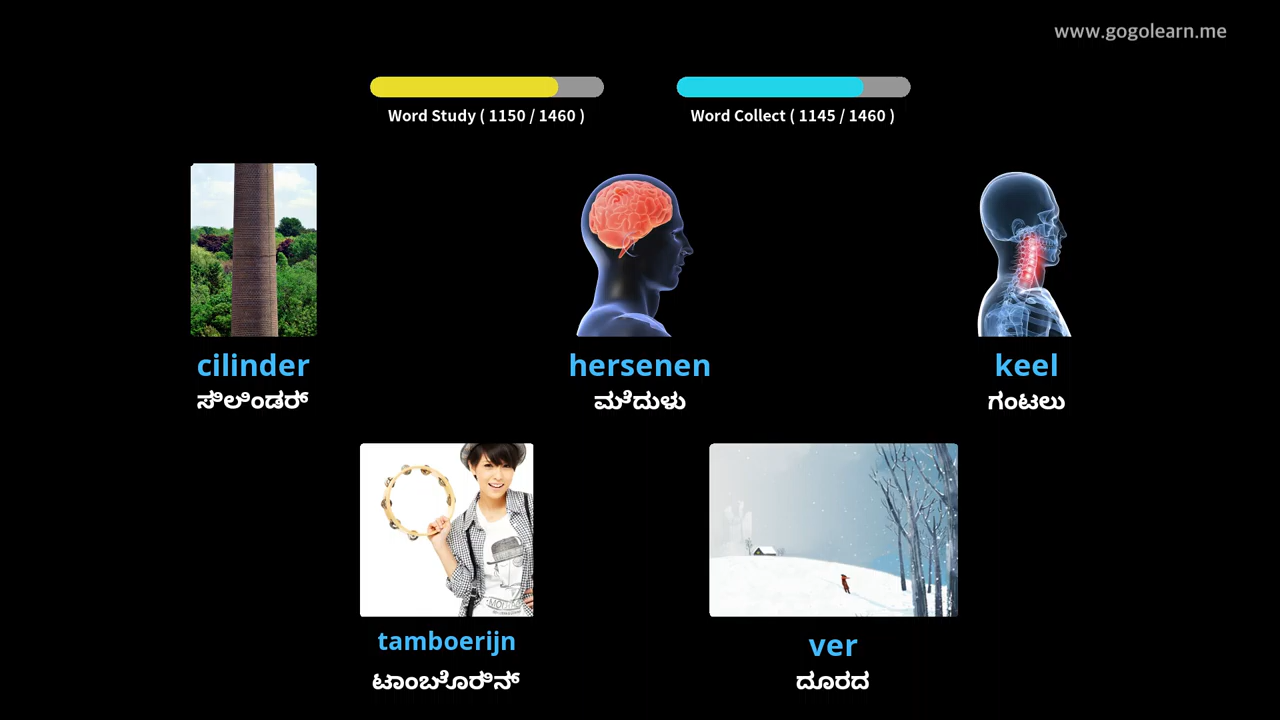 www.gogolearn.me
Word Study ( 1150 / 1460 )
Word Collect ( 1145 / 1460 )
cilinder
ಸಿಲಿಂಡರ್
hersenen
ಮೆದುಳು
keel
ಗಂಟಲು
tamboerijn
ಟಾಂಬೊರಿನ್
ver
ದೂರದ